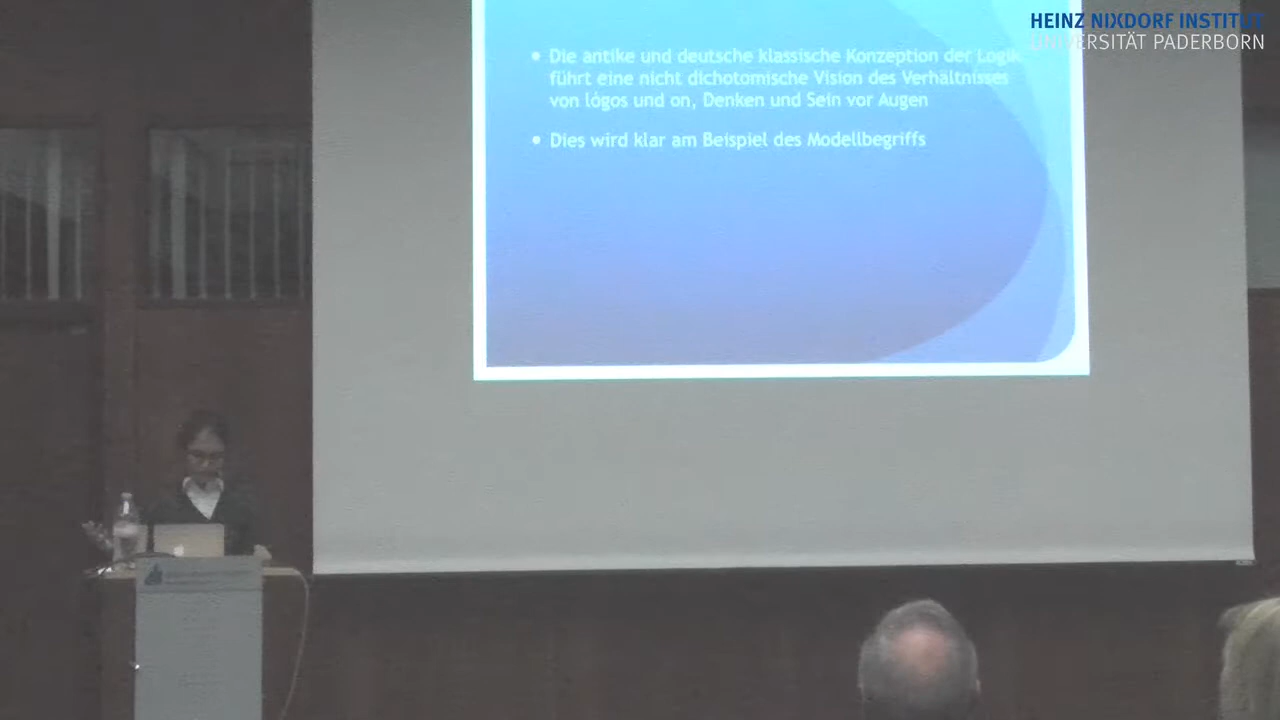 HEINZ NIXDORF INSTITUT
UNIVERSITÄT PADERBORN
• Die antike und deutsche klassische Konzeption der Logik
führt eine nicht dichotomische Vision des Verhältnisses
von lógos und on, Denken und Sein vor Augen
• Dies wird klar am Beispiel des Modellbegriffs